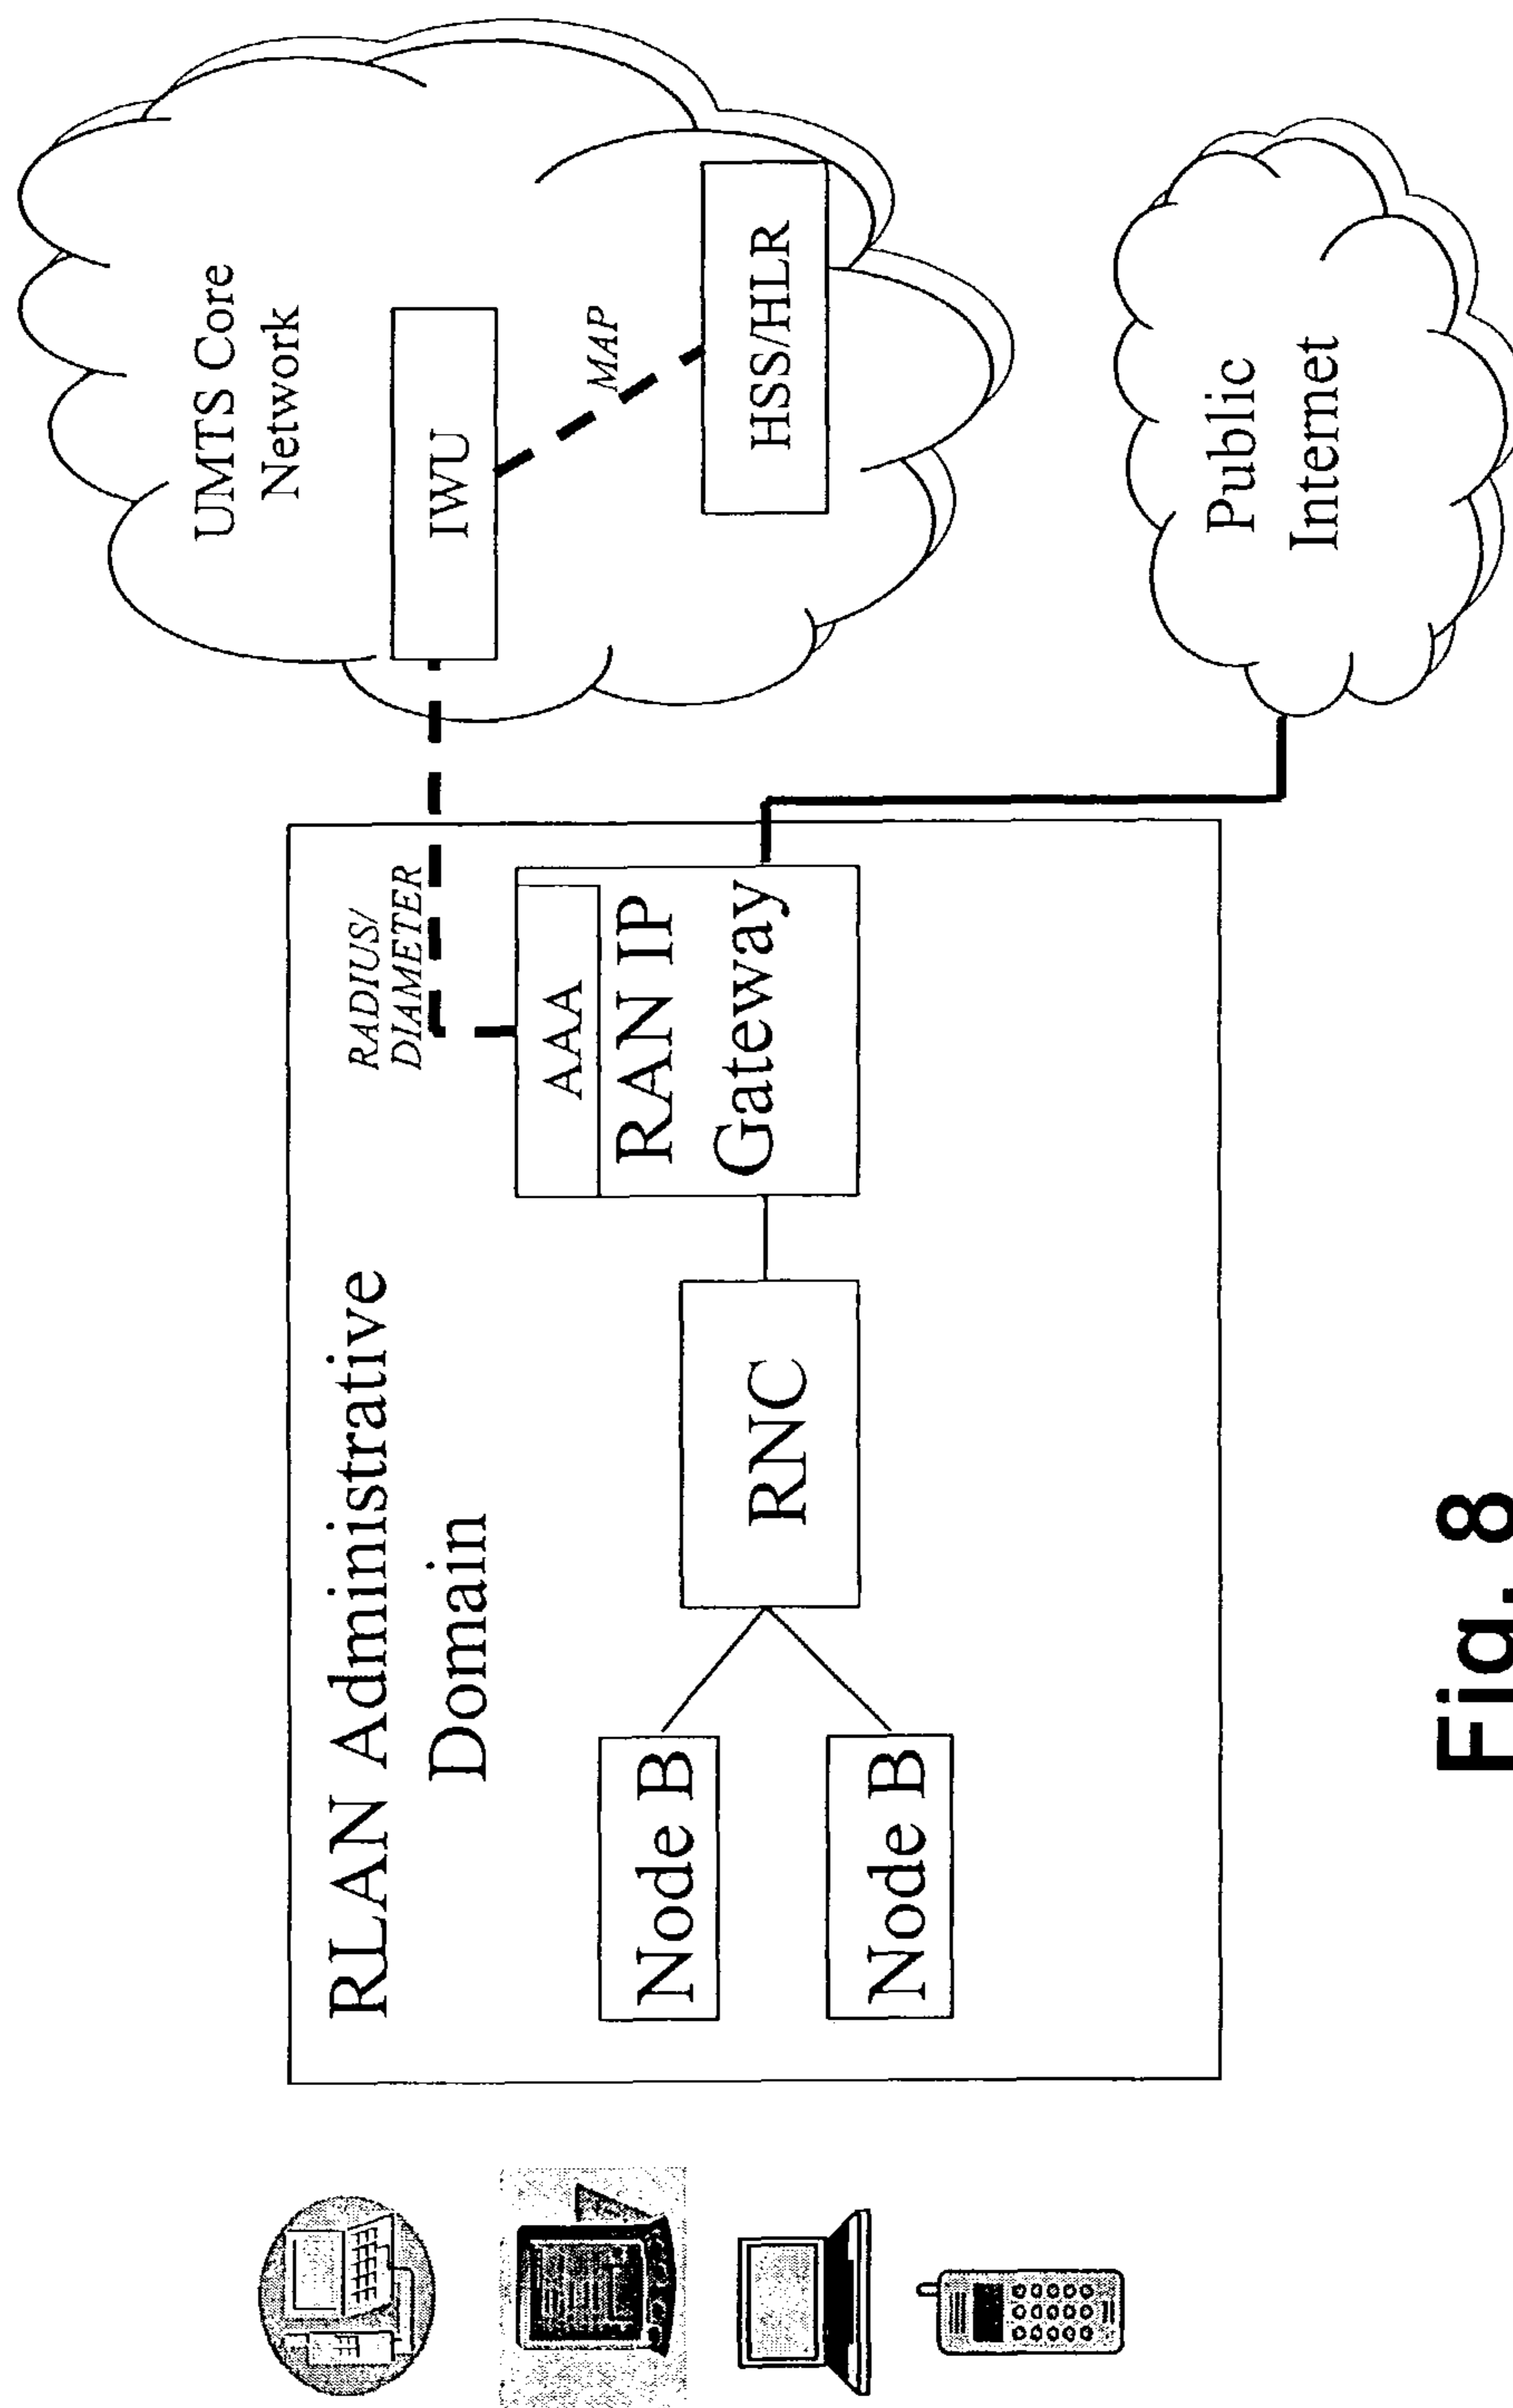 RLAN Administrative
Domain
Node B
Node B
RNC
AAA
RAN IP
Gateway
RADIUS/
DIAMETER
UMTS Core
Network
IWU
MAP
HSS/HLR
Public
Internet
Fig. 8